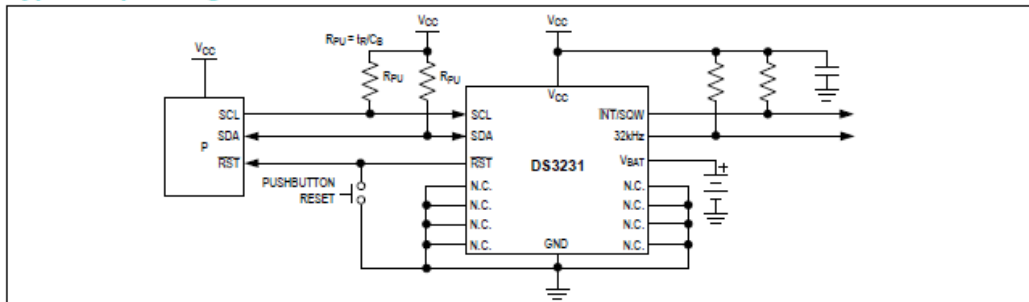 VCC
VCC
VCC
RPU = tR/CB
RPU
RPU
VCC
SCL
SCL
INT/SQW
SDA
SDA
32kHz
P
RST
RST
DS3231
VBAT
+
PUSHBUTTON
RESET
N.C.
N.C.
N.C.
N.C.
N.C.
N.C.
N.C.
N.C.
GND